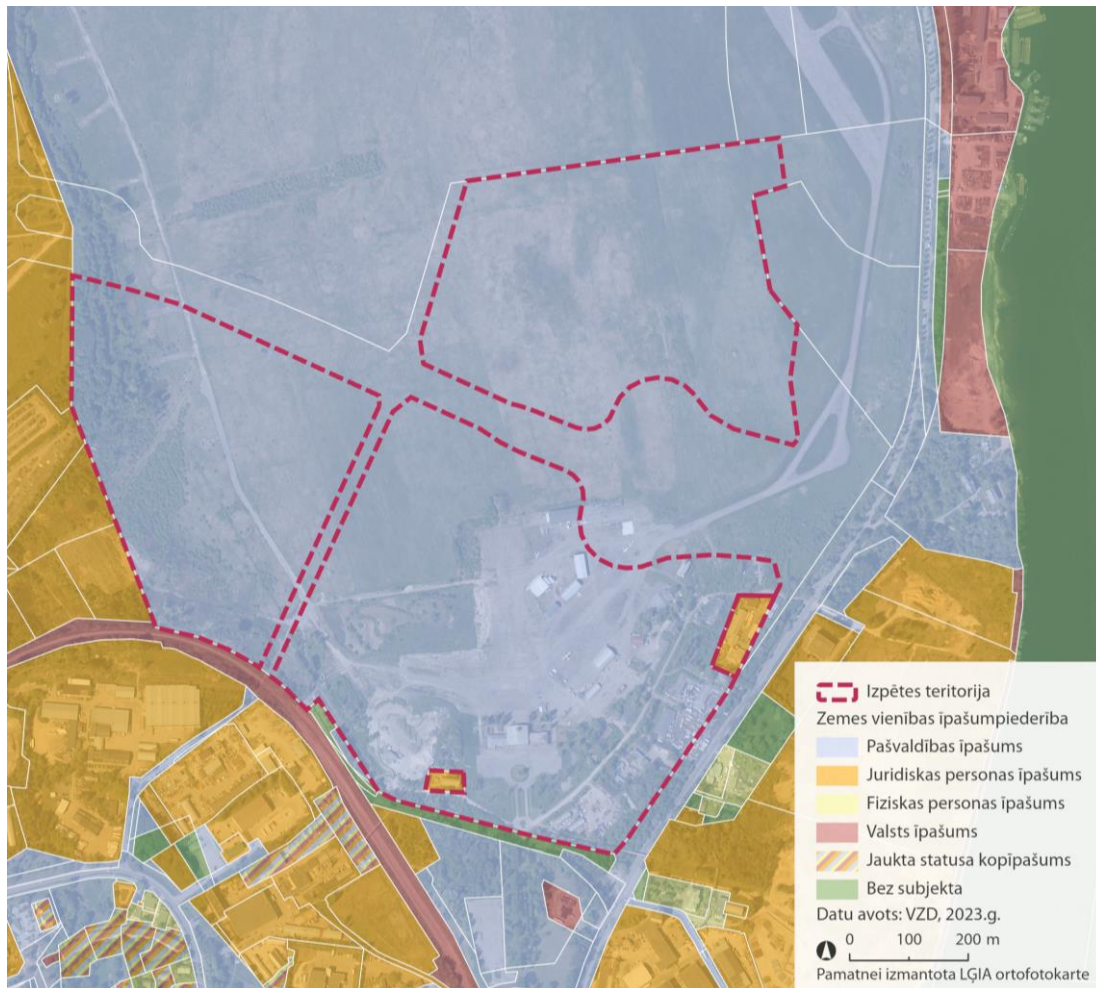 Izpētes teritorija
Zemes vienības īpašumpiederība
Pašvaldības īpašums
Juridiskas personas īpašums
Fiziskas personas īpašums
Valsts īpašums
Jaukta statusa kopīpašums
Bez subjekta
Datu avots: VZD, 2023.g.
0 100 200 m
Pamatnei izmantota LĢIA ortofotokarte